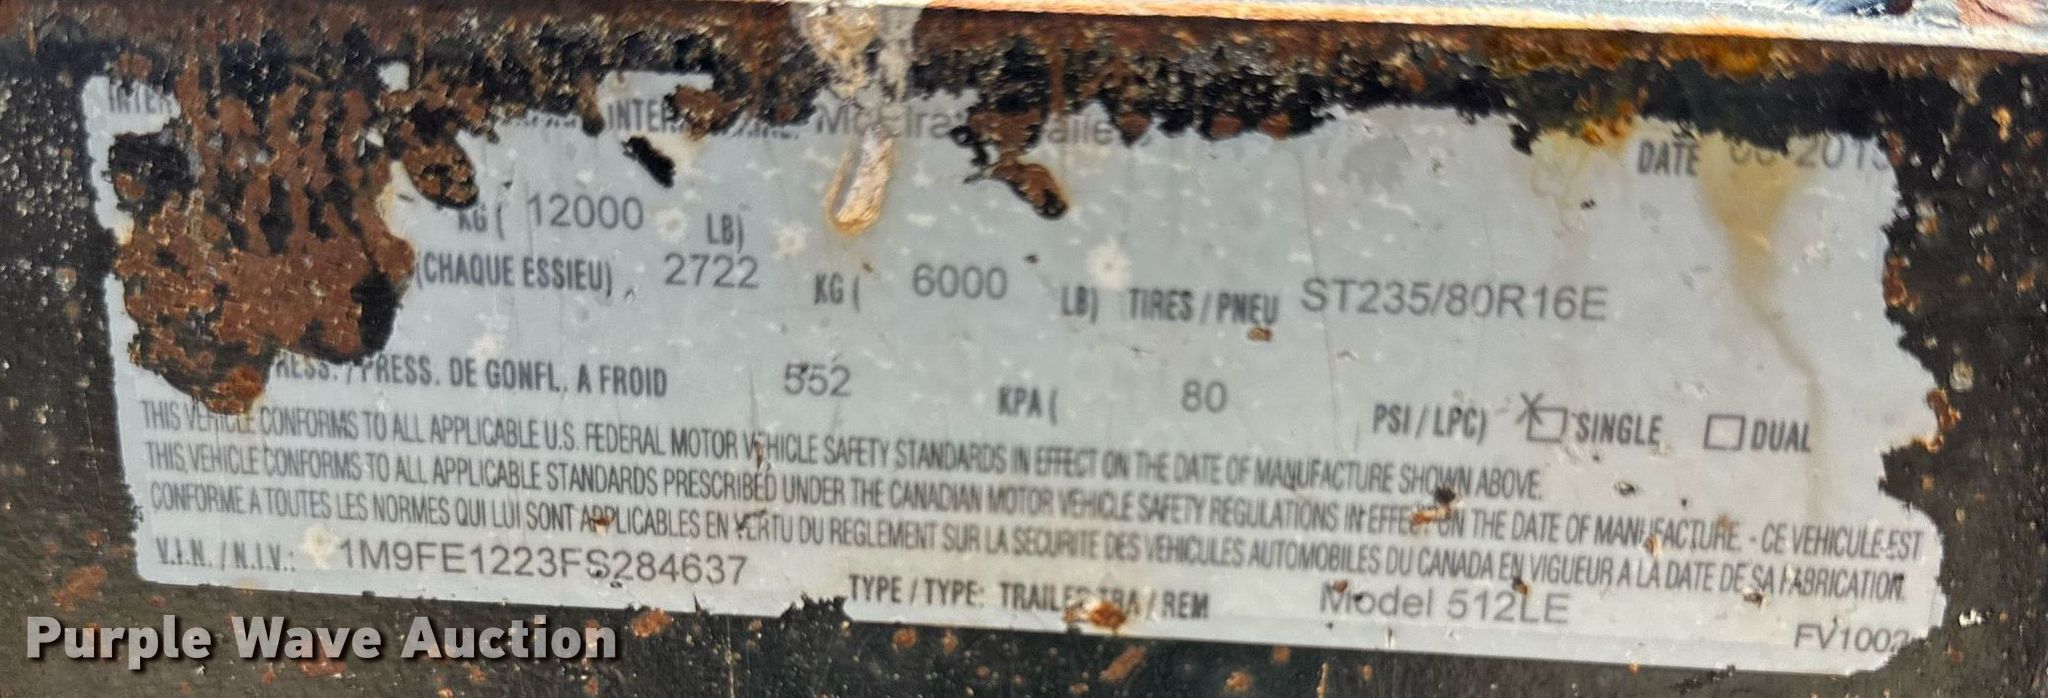 DATE 2015
KG ( 12000 LB)
(CHAQUE ESSIEU) 2722 KG ( 6000 LB) TIRES / PNEU ST235/80R16E
PRESS. DE GONFL. A FROID 552 KPA ( 80 PSI / LPC) X SINGLE DUAL
THIS VEHICLE CONFORMS TO ALL APPLICABLE U.S. FEDERAL MOTOR VEHICLE SAFETY STANDARDS IN EFFECT ON THE DATE OF MANUFACTURE SHOWN ABOVE.
THIS VEHICLE CONFORMS TO ALL APPLICABLE STANDARDS PRESCRIBED UNDER THE CANADIAN MOTOR VEHICLE SAFETY REGULATIONS IN EFFECT ON THE DATE OF MANUFACTURE. - CE VEHICULE EST
CONFORME A TOUTES LES NORMES QUI LUI SONT APPLICABLES EN VERTU DU REGLEMENT SUR LA SECURITE DES VEHICULES AUTOMOBILES DU CANADA EN VIGUEUR A LA DATE DE SA FABRICATION.
V.I.N. / N.I.V.: 1M9FE1223FS284637 TYPE / TYPE: TRAILER TRA / REM Model 512LE
FV1002
Purple Wave Auction